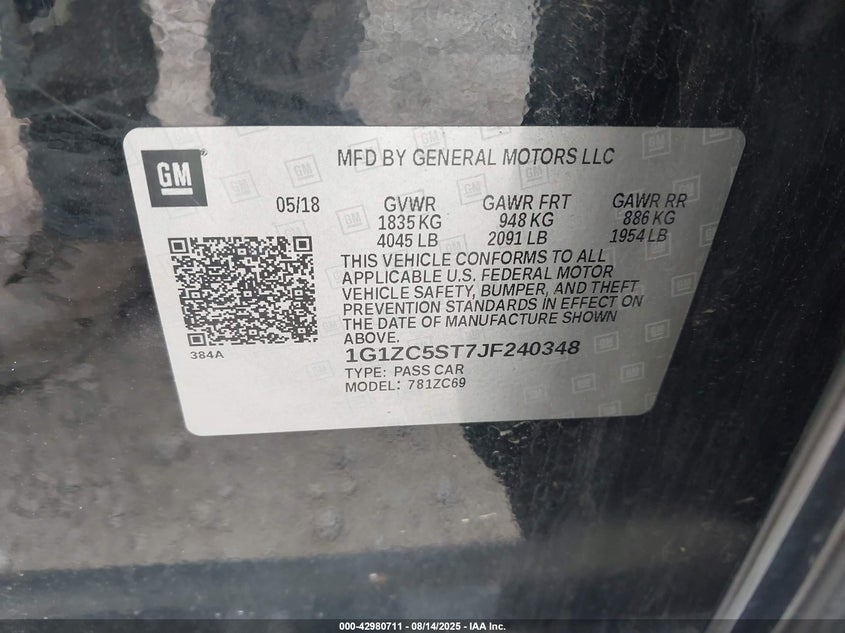 GM
MFD BY GENERAL MOTORS LLC
05/18 GVWR GAWR FRT GAWR RR
1835 KG 948 KG 886 KG
4045 LB 2091 LB 1954 LB
THIS VEHICLE CONFORMS TO ALL
APPLICABLE U.S. FEDERAL MOTOR
VEHICLE SAFETY, BUMPER, AND THEFT
PREVENTION STANDARDS IN EFFECT ON
THE DATE OF MANUFACTURE SHOWN
ABOVE.
384A
1G1ZC5ST7JF240348
TYPE: PASS CAR
MODEL: 781ZC69
000-42980711 - 08/14/2025 - IAA Inc.